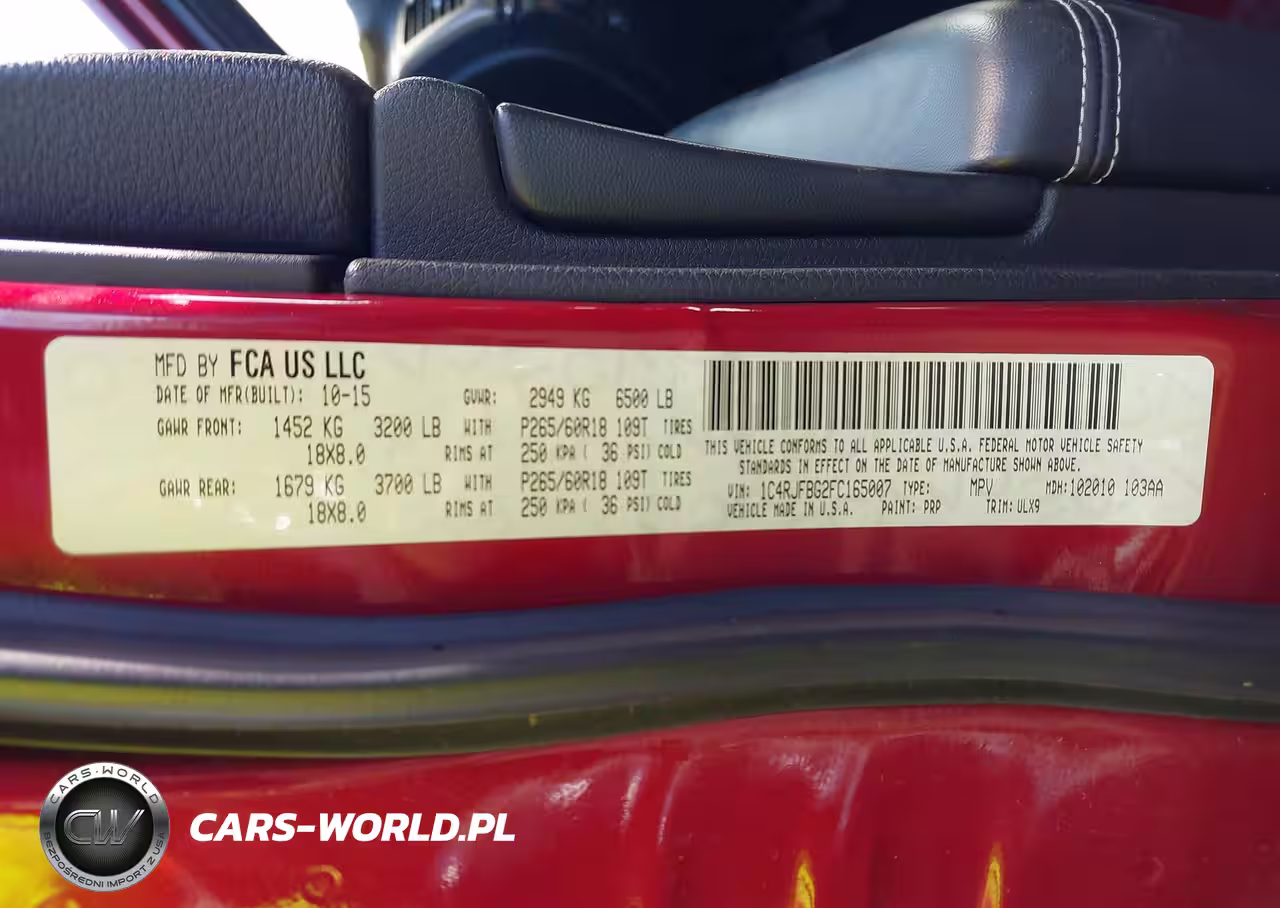 MFD BY FCA US LLC
DATE OF MFR(BUILT): 10-15 GVWR: 2949 KG 6500 LB
GAWR FRONT: 1452 KG 3200 LB WITH P265/60R18 109T TIRES
18X8.0 RIMS AT 250 KPA ( 36 PSI) COLD
GAWR REAR: 1679 KG 3700 LB WITH P265/60R18 109T TIRES
18X8.0 RIMS AT 250 KPA ( 36 PSI) COLD
THIS VEHICLE CONFORMS TO ALL APPLICABLE U.S.A. FEDERAL MOTOR VEHICLE SAFETY
STANDARDS IN EFFECT ON THE DATE OF MANUFACTURE SHOWN ABOVE.
VIN: 1C4RJFBG2FC165007 TYPE: MPV MDH:102010 103AA
VEHICLE MADE IN U.S.A. PAINT: PRP TRIM: ULX9
CARS-WORLD
CW
BEZPOŚREDNI IMPORT Z USA
CARS-WORLD.PL